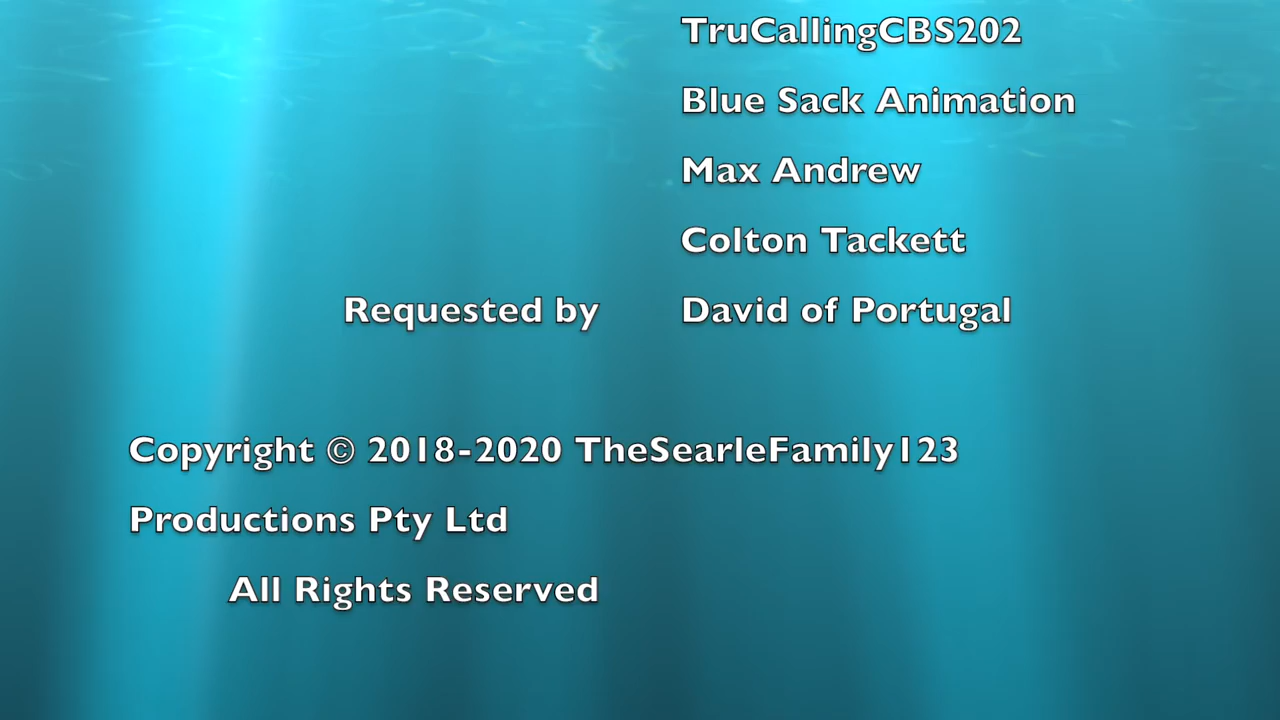 TruCallingCBS202
Blue Sack Animation
Max Andrew
Colton Tackett
Requested by David of Portugal
Copyright © 2018-2020 TheSearleFamily123
Productions Pty Ltd
All Rights Reserved